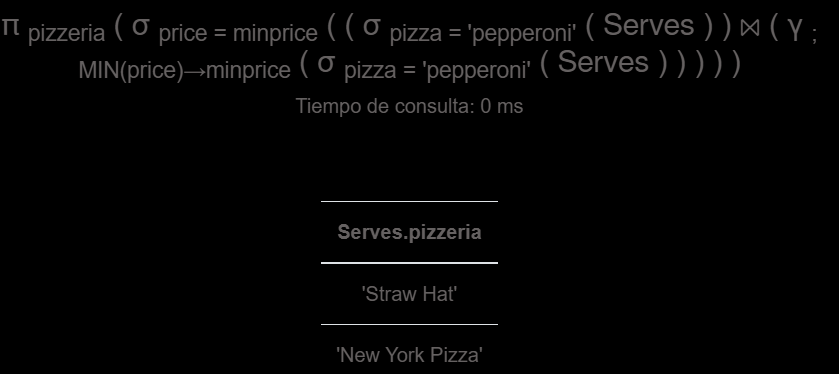 π pizzeria ( σ price = minprice ( ( σ pizza = 'pepperoni' ( Serves ) ) ⋈ ( γ ;
MIN(price)→minprice ( σ pizza = 'pepperoni' ( Serves ) ) ) ) )
Tiempo de consulta: 0 ms
Serves.pizzeria
'Straw Hat'
'New York Pizza'